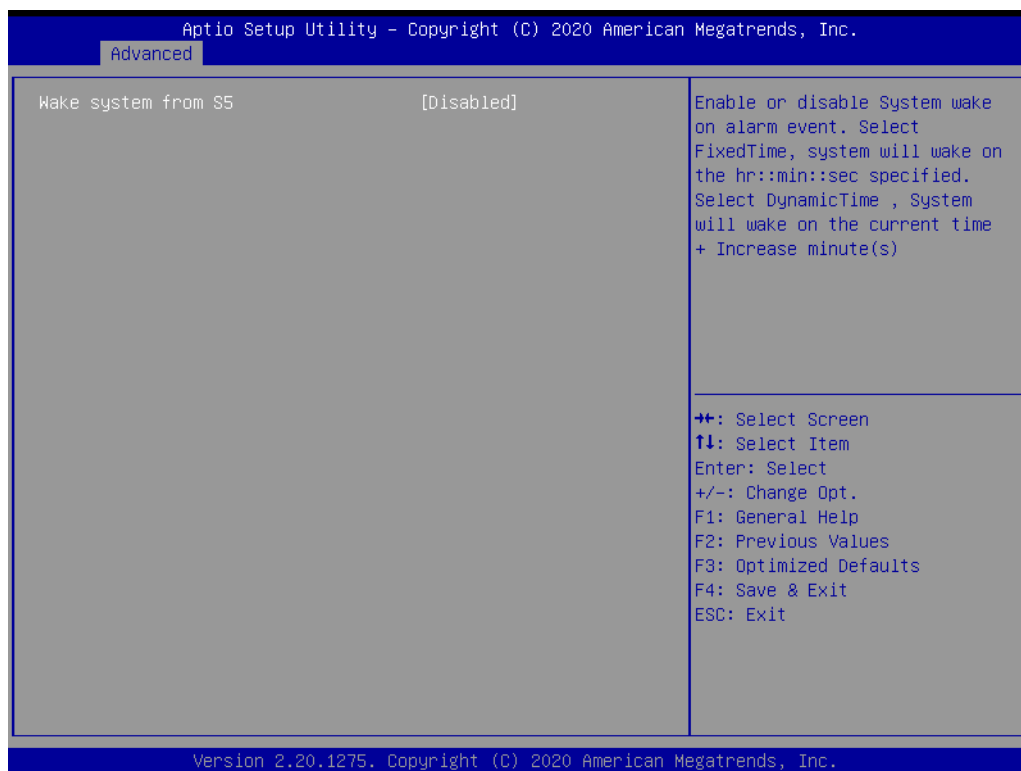 Aptio Setup Utility – Copyright (C) 2020 American Megatrends, Inc.
Advanced
Wake system from S5 [Disabled]
Enable or disable System wake
on alarm event. Select
FixedTime, system will wake on
the hr::min::sec specified.
Select DynamicTime , System
will wake on the current time
+ Increase minute(s)
→←: Select Screen
↑↓: Select Item
Enter: Select
+/-: Change Opt.
F1: General Help
F2: Previous Values
F3: Optimized Defaults
F4: Save & Exit
ESC: Exit
Version 2.20.1275. Copyright (C) 2020 American Megatrends, Inc.